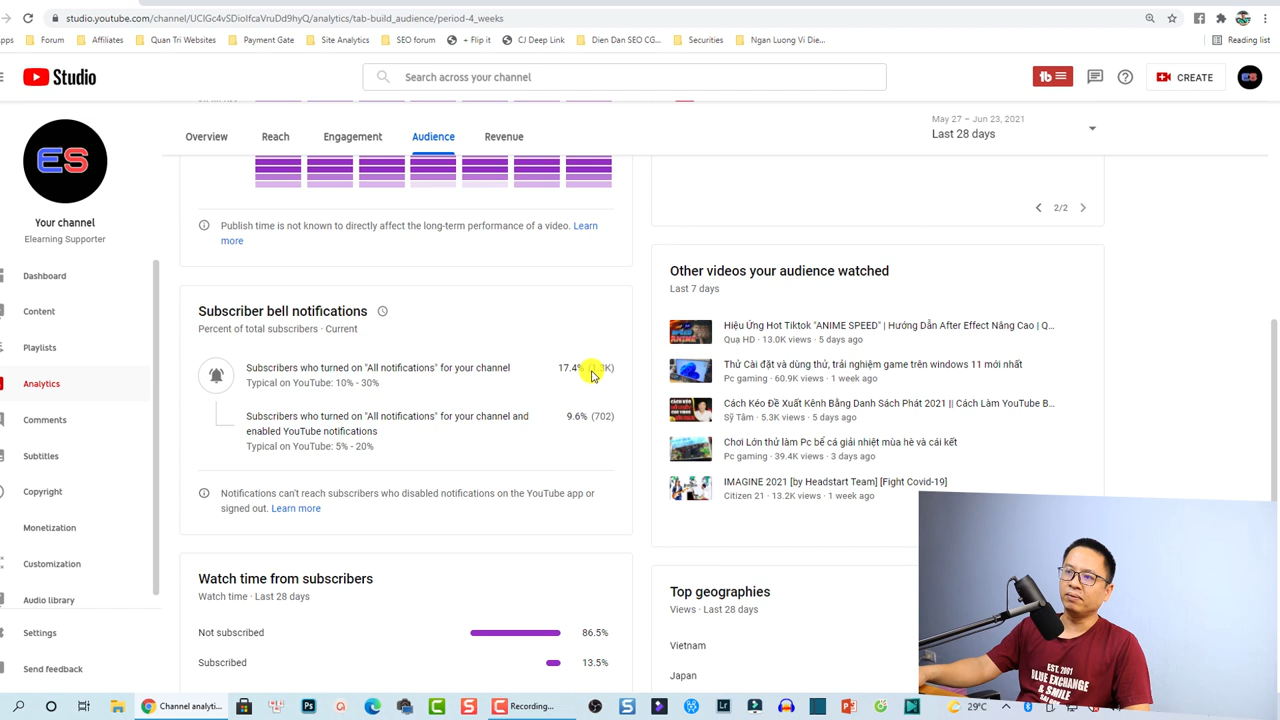 studio.youtube.com/channel/UCIGc4vSDiolfcaVruDd9hyQ/analytics/tab-build_audience/period-4_weeks
Forum
Affiliates
Quan Tri Websites
Payment Gate
Site Analytics
SEO forum
+ Flip it
CJ Deep Link
Dien Dan SEO CG...
Securities
Ngan Luong Vi Die...
Reading list
Studio
Search across your channel
CREATE
ES
ES
Your channel
Elearning Supporter
Dashboard
Content
Playlists
Analytics
Comments
Subtitles
Copyright
Monetization
Customization
Audio library
Settings
Send feedback
Overview
Reach
Engagement
Audience
Revenue
May 27 – Jun 23, 2021
Last 28 days
Publish time is not known to directly affect the long-term performance of a video. Learn
more
Subscriber bell notifications
Percent of total subscribers · Current
Subscribers who turned on "All notifications" for your channel
17.4%
Typical on YouTube: 10% - 30%
Subscribers who turned on "All notifications" for your channel and
9.6% (702)
enabled YouTube notifications
Typical on YouTube: 5% - 20%
Notifications can't reach subscribers who disabled notifications on the YouTube app or
signed out. Learn more
Watch time from subscribers
Watch time · Last 28 days
Not subscribed
86.5%
Subscribed
13.5%
2/2
Other videos your audience watched
Last 7 days
Hiệu Ứng Hot Tiktok "ANIME SPEED" | Hướng Dẫn After Effect Nâng Cao | Q...
Quạ HD · 13.0K views · 5 days ago
Thử Cài đặt và dùng thử, trải nghiệm game trên windows 11 mới nhất
Pc gaming · 60.9K views · 1 week ago
Cách Kéo Đề Xuất Kênh Bằng Danh Sách Phát 2021 || Cách Làm YouTube B...
Sỹ Tâm · 5.3K views · 5 days ago
Chơi Lớn thử làm Pc bể cá giải nhiệt mùa hè và cái kết
Pc gaming · 39.4K views · 3 days ago
IMAGINE 2021 [by Headstart Team] [Fight Covid-19]
Citizen 21 · 13.2K views · 1 week ago
Top geographies
Views · Last 28 days
Vietnam
Japan
EST. 2001
BLUE EXCHANGE
& SMILE
Channel analyti...
Recording...
29°C